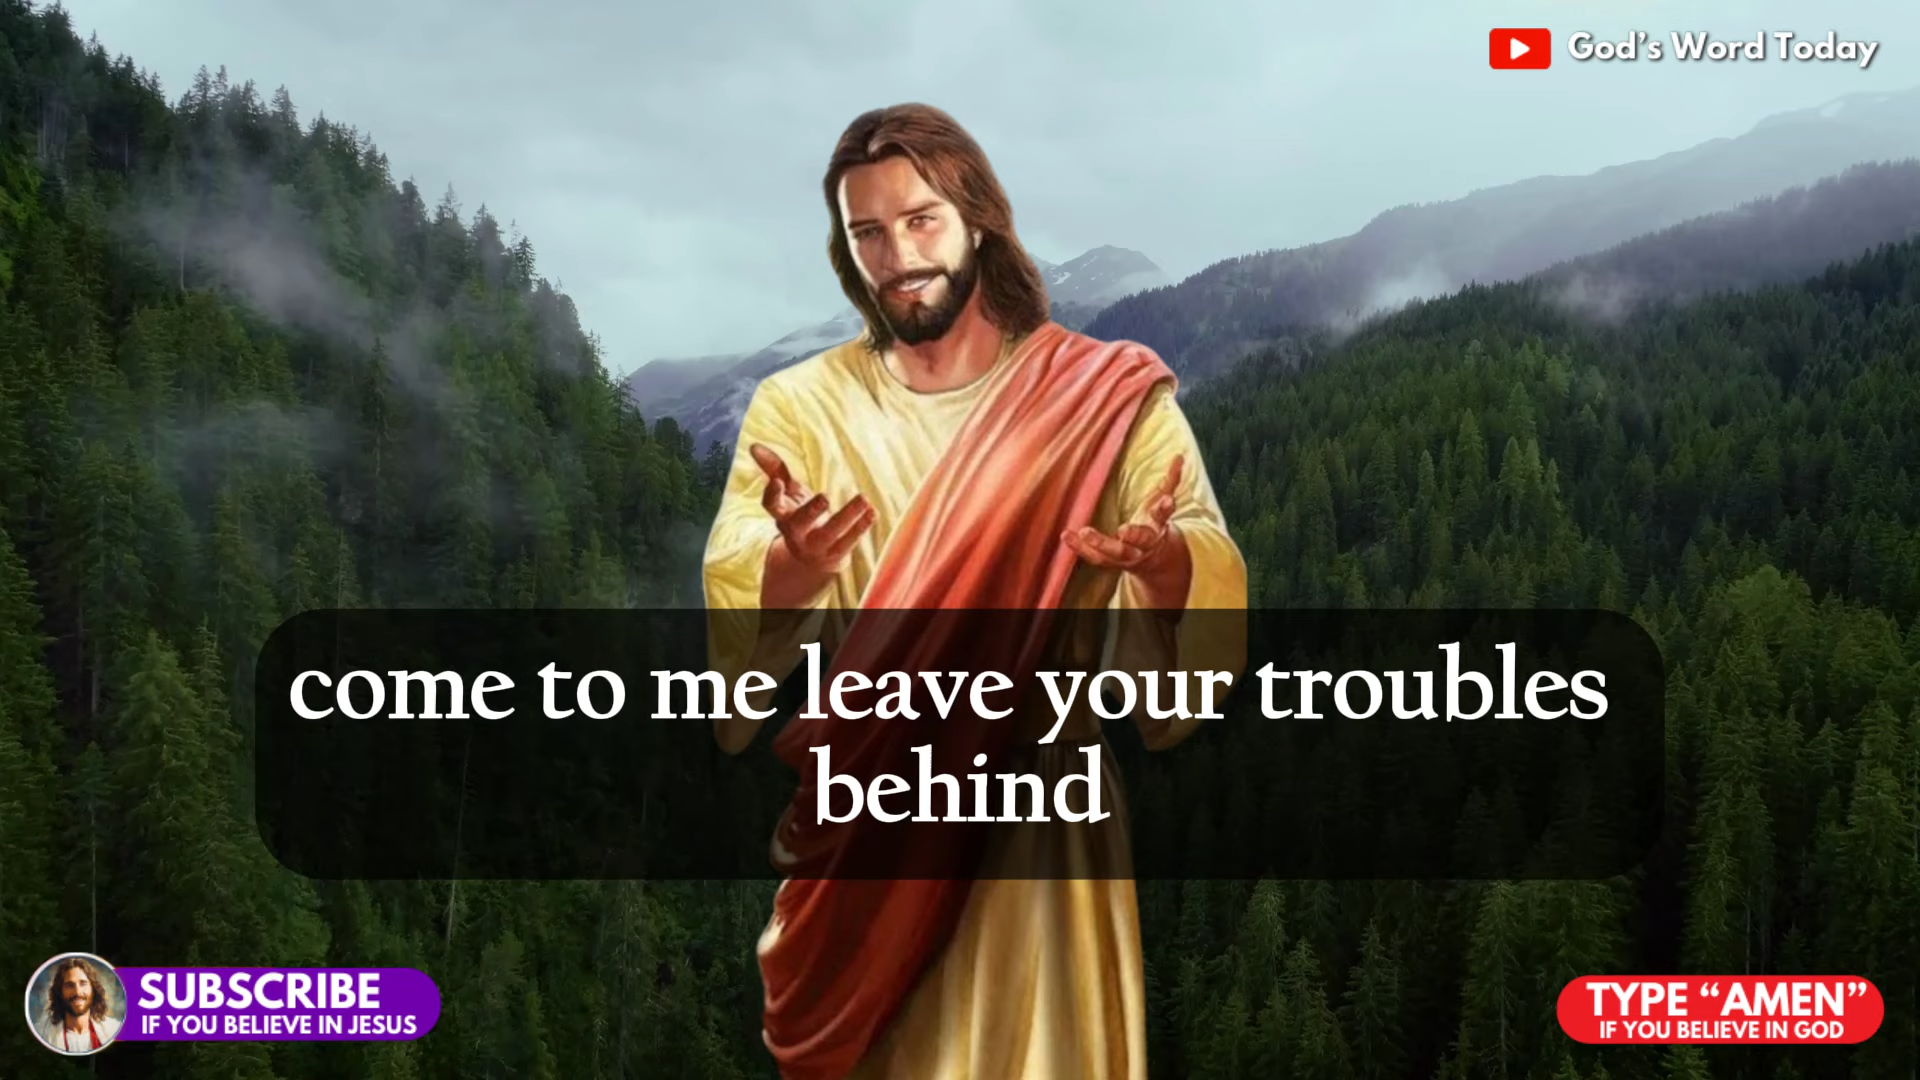 God's Word Today
come to me leave your troubles
behind
SUBSCRIBE
IF YOU BELIEVE IN JESUS
TYPE “AMEN”
IF YOU BELIEVE IN GOD